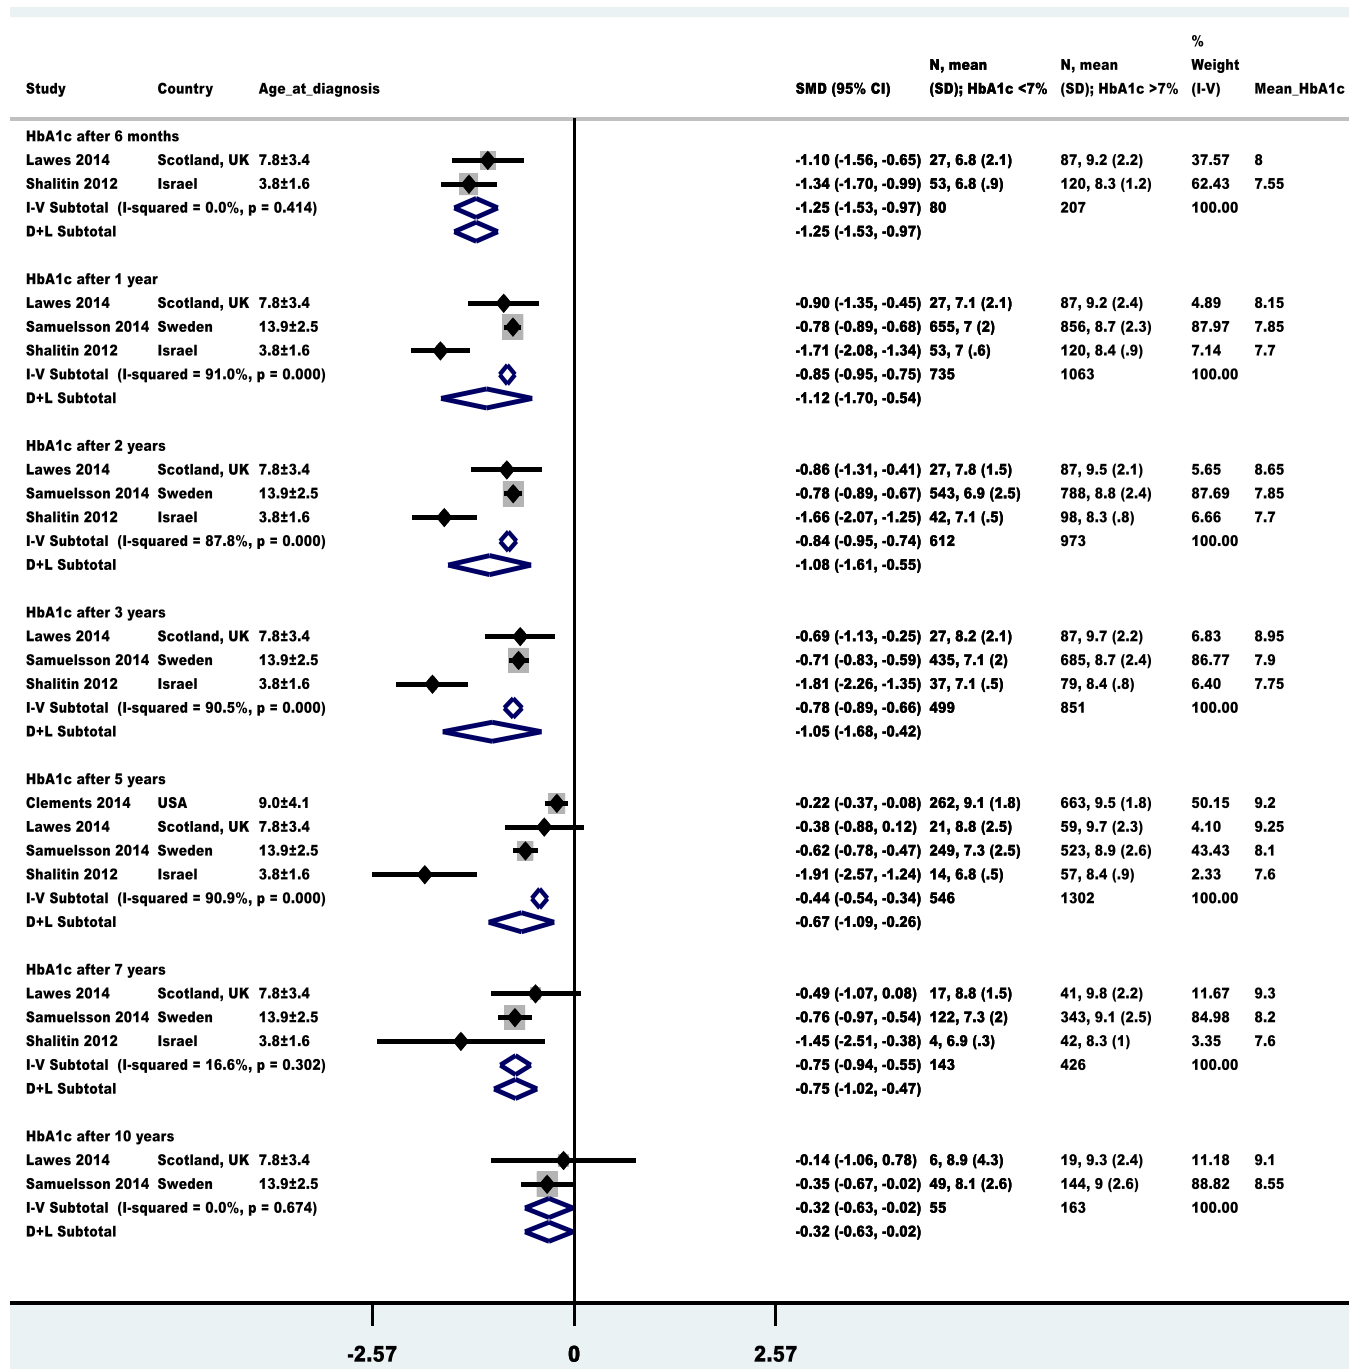 %
N, mean N, mean Weight
Study Country Age_at_diagnosis SMD (95% CI) (SD); HbA1c <7% (SD); HbA1c >7% (I-V) Mean_HbA1c
HbA1c after 6 months
Lawes 2014 Scotland, UK 7.8±3.4 -1.10 (-1.56, -0.65) 27, 6.8 (2.1) 87, 9.2 (2.2) 37.57 8
Shalitin 2012 Israel 3.8±1.6 -1.34 (-1.70, -0.99) 53, 6.8 (.9) 120, 8.3 (1.2) 62.43 7.55
I-V Subtotal (I-squared = 0.0%, p = 0.414) -1.25 (-1.53, -0.97) 80 207 100.00
D+L Subtotal -1.25 (-1.53, -0.97)
HbA1c after 1 year
Lawes 2014 Scotland, UK 7.8±3.4 -0.90 (-1.35, -0.45) 27, 7.1 (2.1) 87, 9.2 (2.4) 4.89 8.15
Samuelsson 2014 Sweden 13.9±2.5 -0.78 (-0.89, -0.68) 655, 7 (2) 856, 8.7 (2.3) 87.97 7.85
Shalitin 2012 Israel 3.8±1.6 -1.71 (-2.08, -1.34) 53, 7 (.6) 120, 8.4 (.9) 7.14 7.7
I-V Subtotal (I-squared = 91.0%, p = 0.000) -0.85 (-0.95, -0.75) 735 1063 100.00
D+L Subtotal -1.12 (-1.70, -0.54)
HbA1c after 2 years
Lawes 2014 Scotland, UK 7.8±3.4 -0.86 (-1.31, -0.41) 27, 7.8 (1.5) 87, 9.5 (2.1) 5.65 8.65
Samuelsson 2014 Sweden 13.9±2.5 -0.78 (-0.89, -0.67) 543, 6.9 (2.5) 788, 8.8 (2.4) 87.69 7.85
Shalitin 2012 Israel 3.8±1.6 -1.66 (-2.07, -1.25) 42, 7.1 (.5) 98, 8.3 (.8) 6.66 7.7
I-V Subtotal (I-squared = 87.8%, p = 0.000) -0.84 (-0.95, -0.74) 612 973 100.00
D+L Subtotal -1.08 (-1.61, -0.55)
HbA1c after 3 years
Lawes 2014 Scotland, UK 7.8±3.4 -0.69 (-1.13, -0.25) 27, 8.2 (2.1) 87, 9.7 (2.2) 6.83 8.95
Samuelsson 2014 Sweden 13.9±2.5 -0.71 (-0.83, -0.59) 435, 7.1 (2) 685, 8.7 (2.4) 86.77 7.9
Shalitin 2012 Israel 3.8±1.6 -1.81 (-2.26, -1.35) 37, 7.1 (.5) 79, 8.4 (.8) 6.40 7.75
I-V Subtotal (I-squared = 90.5%, p = 0.000) -0.78 (-0.89, -0.66) 499 851 100.00
D+L Subtotal -1.05 (-1.68, -0.42)
HbA1c after 5 years
Clements 2014 USA 9.0±4.1 -0.22 (-0.37, -0.08) 262, 9.1 (1.8) 663, 9.5 (1.8) 50.15 9.2
Lawes 2014 Scotland, UK 7.8±3.4 -0.38 (-0.88, 0.12) 21, 8.8 (2.5) 59, 9.7 (2.3) 4.10 9.25
Samuelsson 2014 Sweden 13.9±2.5 -0.62 (-0.78, -0.47) 249, 7.3 (2.5) 523, 8.9 (2.6) 43.43 8.1
Shalitin 2012 Israel 3.8±1.6 -1.91 (-2.57, -1.24) 14, 6.8 (.5) 57, 8.4 (.9) 2.33 7.6
I-V Subtotal (I-squared = 90.9%, p = 0.000) -0.44 (-0.54, -0.34) 546 1302 100.00
D+L Subtotal -0.67 (-1.09, -0.26)
HbA1c after 7 years
Lawes 2014 Scotland, UK 7.8±3.4 -0.49 (-1.07, 0.08) 17, 8.8 (1.5) 41, 9.8 (2.2) 11.67 9.3
Samuelsson 2014 Sweden 13.9±2.5 -0.76 (-0.97, -0.54) 122, 7.3 (2) 343, 9.1 (2.5) 84.98 8.2
Shalitin 2012 Israel 3.8±1.6 -1.45 (-2.51, -0.38) 4, 6.9 (.3) 42, 8.3 (1) 3.35 7.6
I-V Subtotal (I-squared = 16.6%, p = 0.302) -0.75 (-0.94, -0.55) 143 426 100.00
D+L Subtotal -0.75 (-1.02, -0.47)
HbA1c after 10 years
Lawes 2014 Scotland, UK 7.8±3.4 -0.14 (-1.06, 0.78) 6, 8.9 (4.3) 19, 9.3 (2.4) 11.18 9.1
Samuelsson 2014 Sweden 13.9±2.5 -0.35 (-0.67, -0.02) 49, 8.1 (2.6) 144, 9 (2.6) 88.82 8.55
I-V Subtotal (I-squared = 0.0%, p = 0.674) -0.32 (-0.63, -0.02) 55 163 100.00
D+L Subtotal -0.32 (-0.63, -0.02)
-2.57 0 2.57